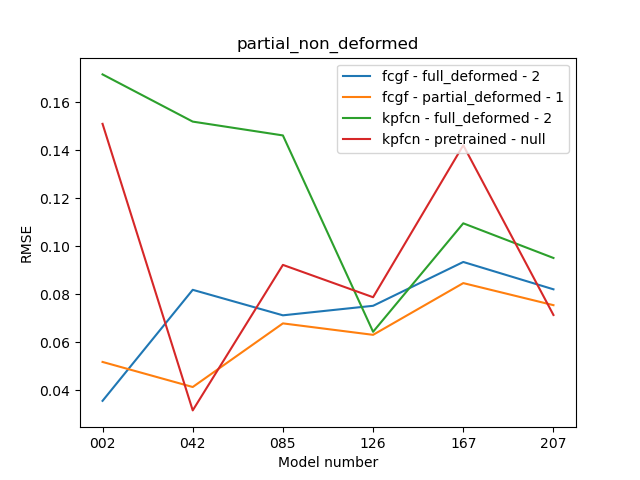 partial_non_deformed
fcgf - full_deformed - 2
fcgf - partial_deformed - 1
kpfcn - full_deformed - 2
kpfcn - pretrained - null
RMSE
0.16
0.14
0.12
0.10
0.08
0.06
0.04
002 042 085 126 167 207
Model number